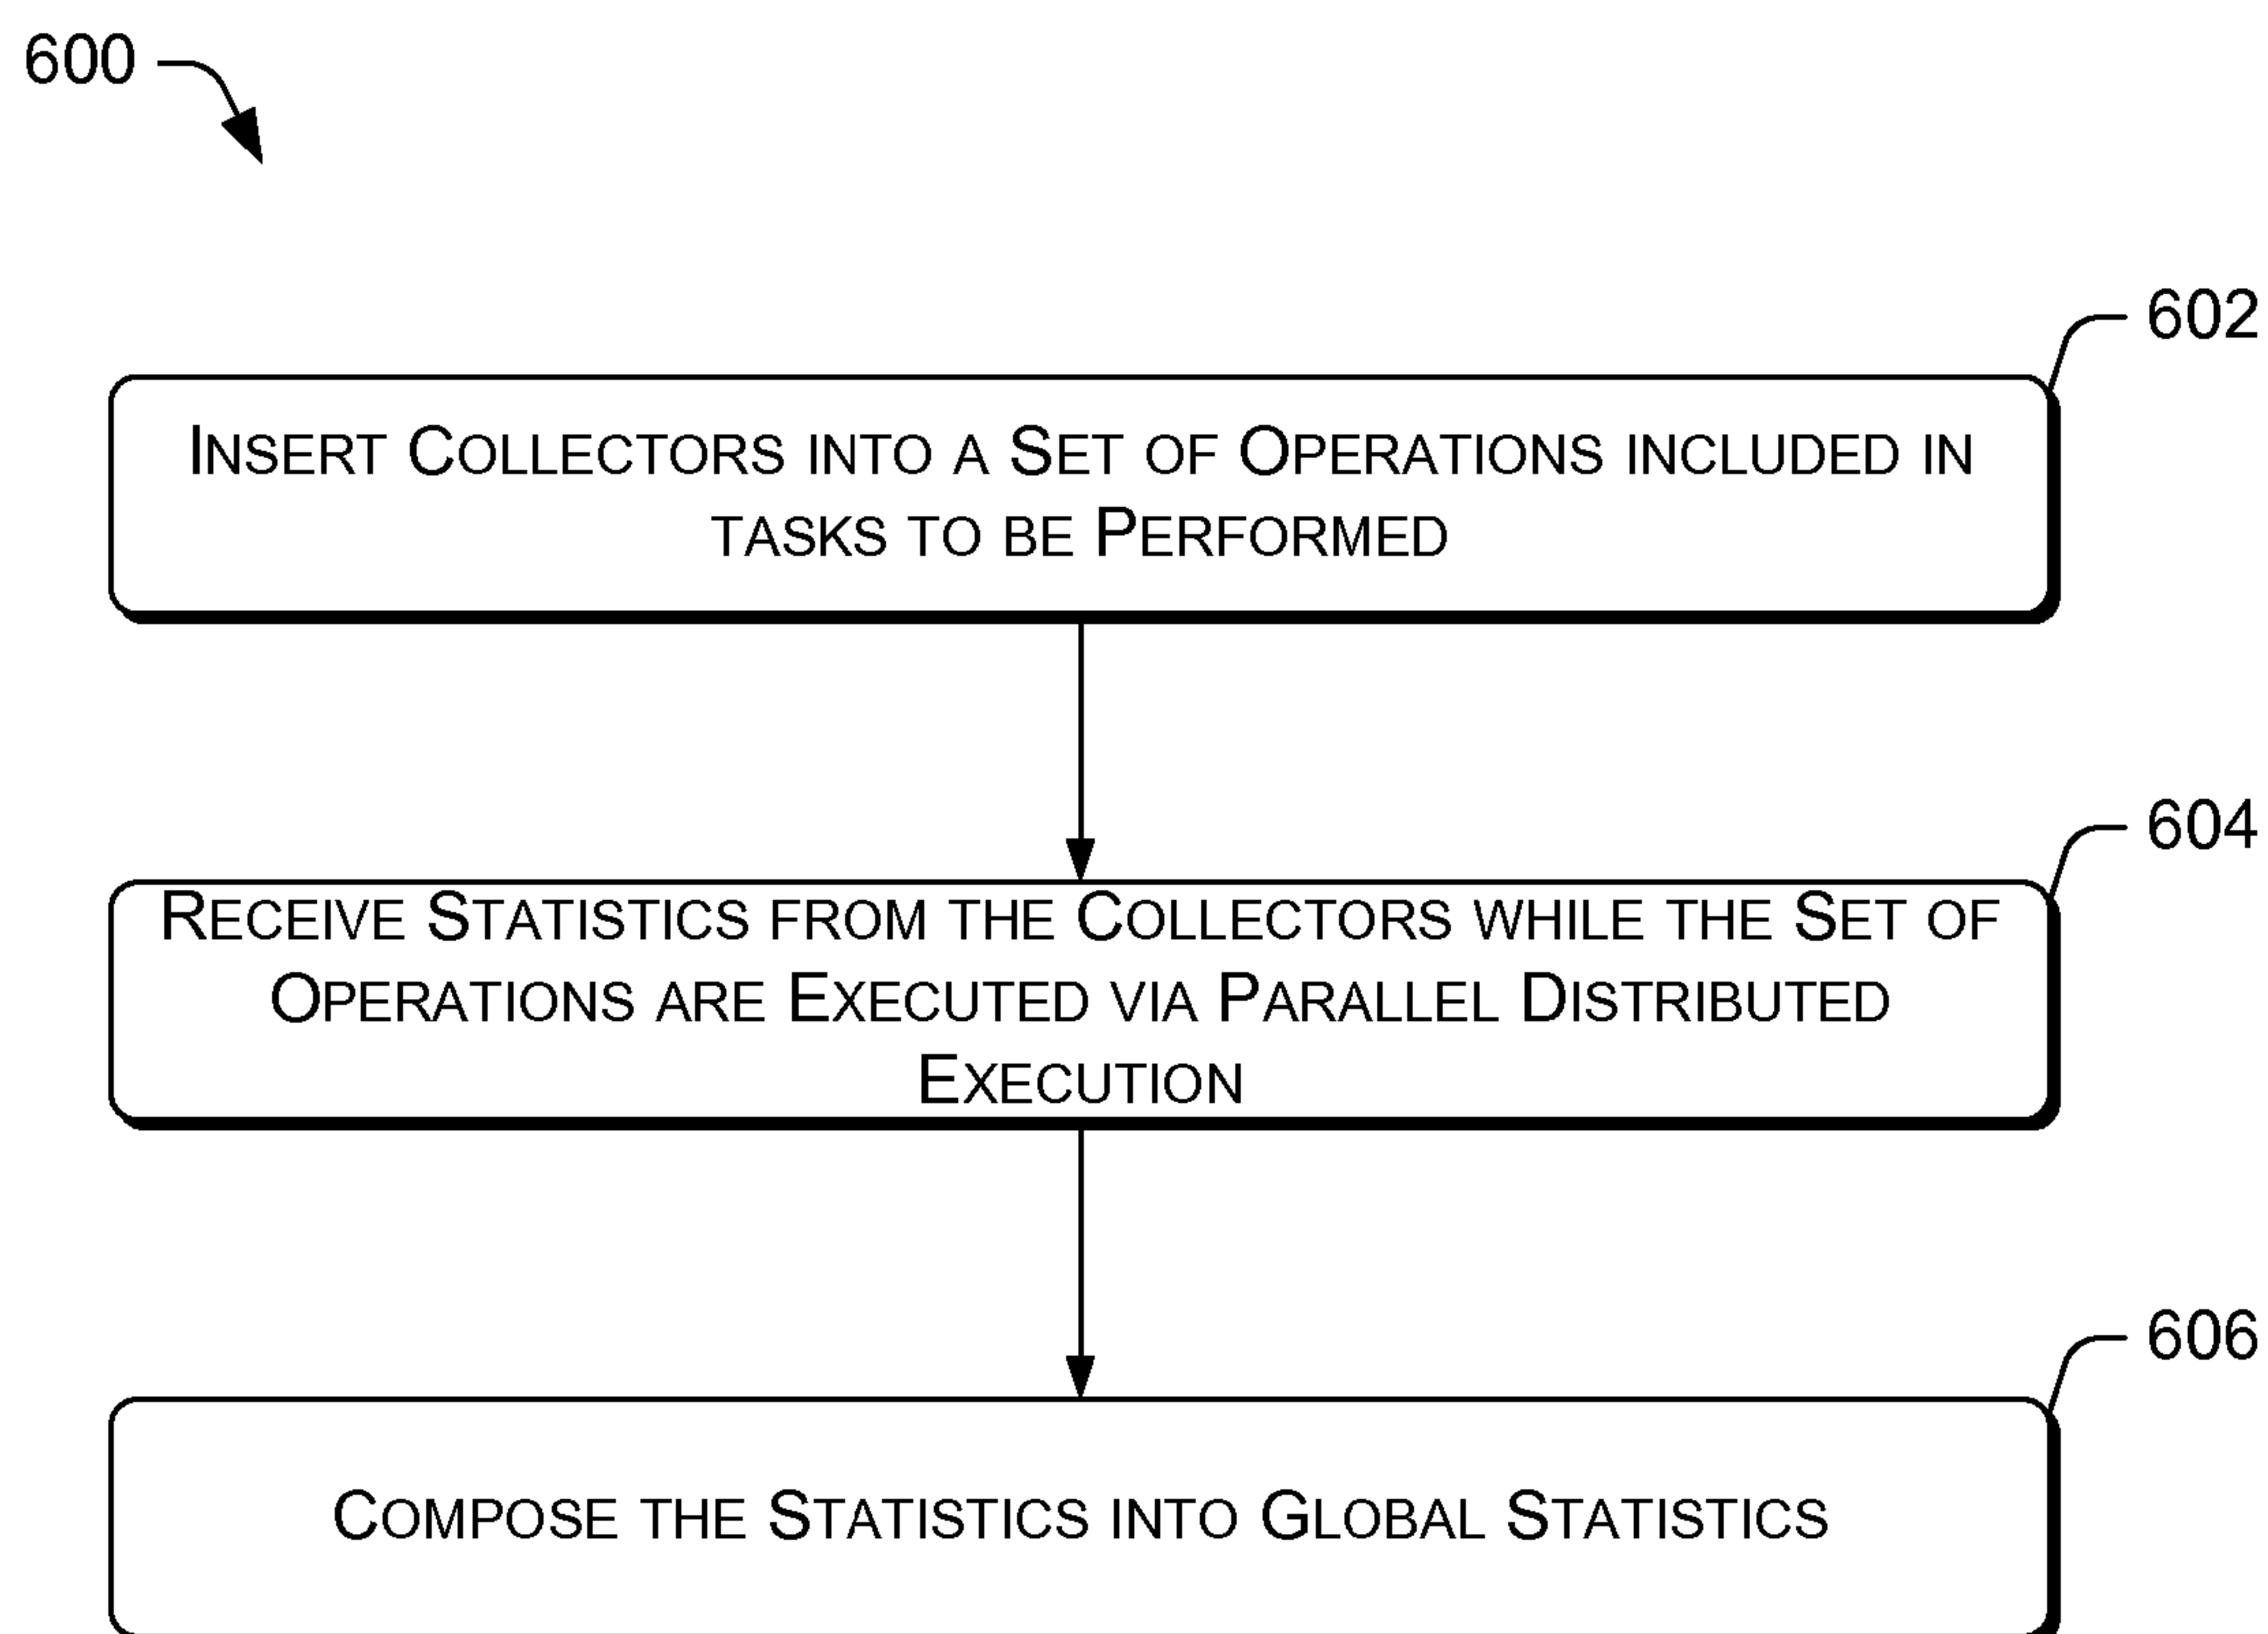 600
602
INSERT COLLECTORS INTO A SET OF OPERATIONS INCLUDED IN
TASKS TO BE PERFORMED
604
RECEIVE STATISTICS FROM THE COLLECTORS WHILE THE SET OF
OPERATIONS ARE EXECUTED VIA PARALLEL DISTRIBUTED
EXECUTION
606
COMPOSE THE STATISTICS INTO GLOBAL STATISTICS